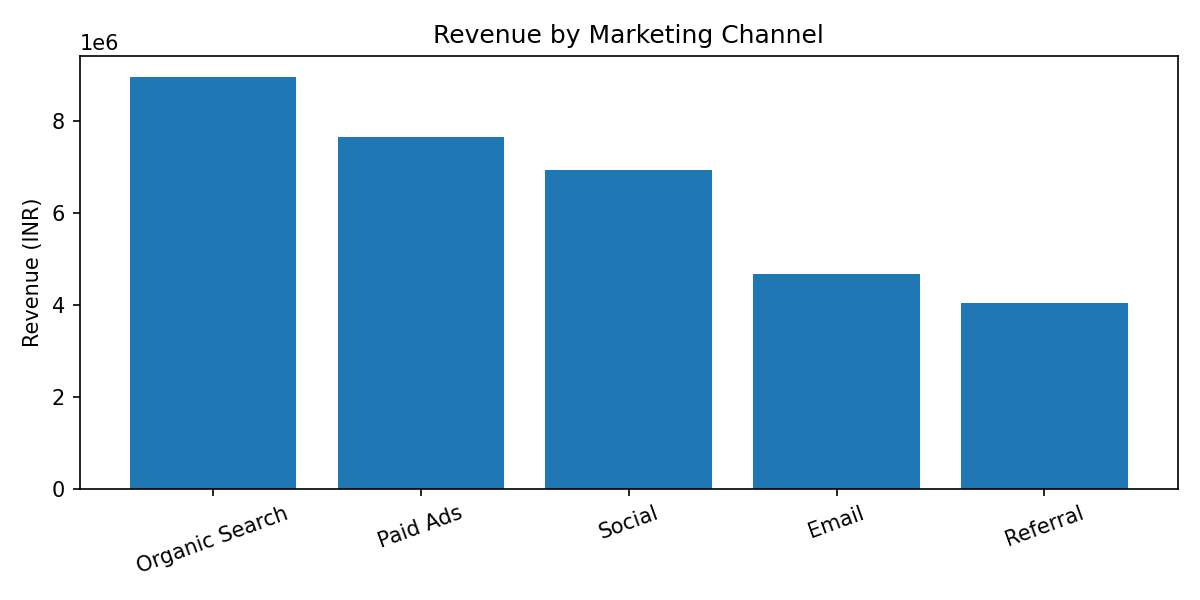 Revenue by Marketing Channel
1e6
8
6
4
2
0
Revenue (INR)
Organic Search
Paid Ads
Social
Email
Referral